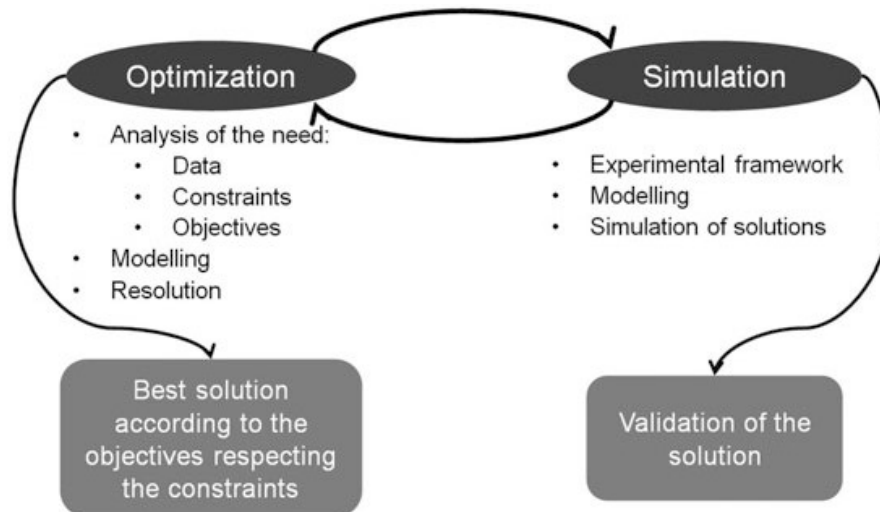 Optimization
• Analysis of the need:
• Data
• Constraints
• Objectives
• Modelling
• Resolution
Best solution
according to the
objectives respecting
the constraints
Simulation
• Experimental framework
• Modelling
• Simulation of solutions
Validation of the
solution